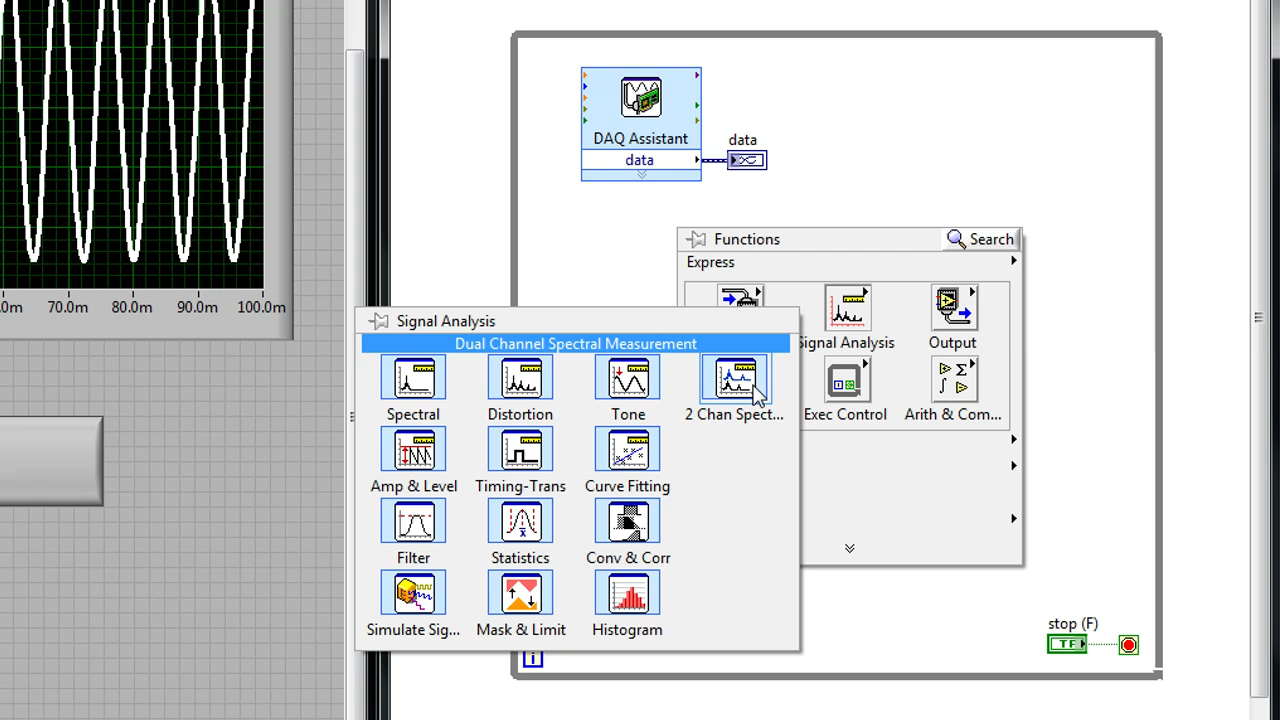 DAQ Assistant
data
data
Functions
Search
Express
0m
70.0m
80.0m
90.0m
100.0m
Signal Analysis
Dual Channel Spectral Measurement
Signal Analysis
Output
Spectral
Distortion
Tone
2 Chan Spect...
Exec Control
Arith & Com...
Amp & Level
Timing-Trans
Curve Fitting
Filter
Statistics
Conv & Corr
Simulate Sig...
Mask & Limit
Histogram
stop (F)
TF
i